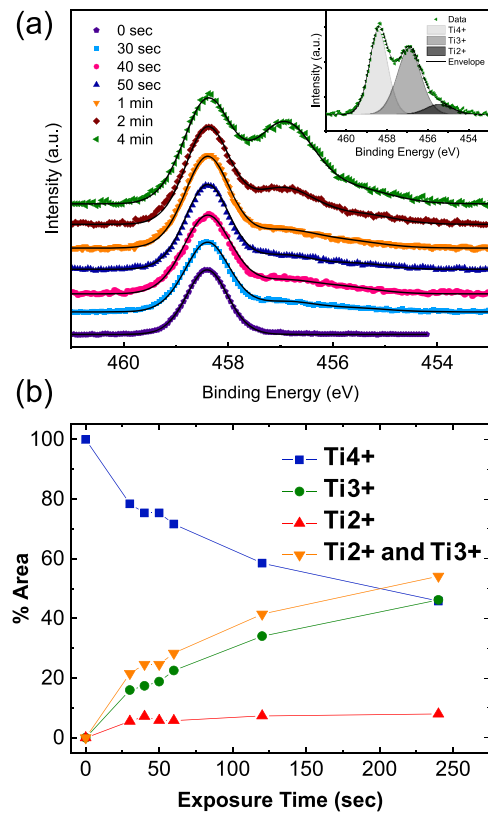 (a)
0 sec
30 sec
40 sec
50 sec
1 min
2 min
4 min
Data
Ti4+
Ti3+
Ti2+
Envelope
Intensity (a.u.)
460 458 456 454
Binding Energy (eV)
Intensity (a.u.)
460 458 456 454
Binding Energy (eV)
(b)
Ti4+
Ti3+
Ti2+
Ti2+ and Ti3+
% Area
100
80
60
40
20
0
0 50 100 150 200 250
Exposure Time (sec)